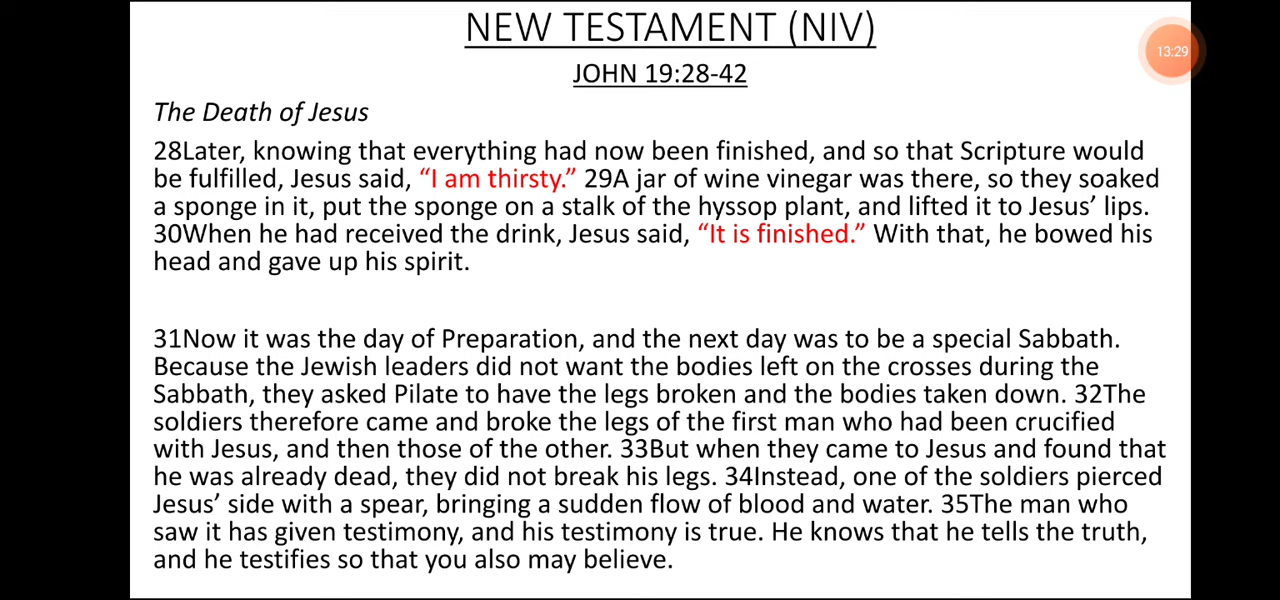 NEW TESTAMENT (NIV)
13:29
JOHN 19:28-42
The Death of Jesus
28Later, knowing that everything had now been finished, and so that Scripture would
be fulfilled, Jesus said, “I am thirsty.” 29A jar of wine vinegar was there, so they soaked
a sponge in it, put the sponge on a stalk of the hyssop plant, and lifted it to Jesus’ lips.
30When he had received the drink, Jesus said, “It is finished.” With that, he bowed his
head and gave up his spirit.
31Now it was the day of Preparation, and the next day was to be a special Sabbath.
Because the Jewish leaders did not want the bodies left on the crosses during the
Sabbath, they asked Pilate to have the legs broken and the bodies taken down. 32The
soldiers therefore came and broke the legs of the first man who had been crucified
with Jesus, and then those of the other. 33But when they came to Jesus and found that
he was already dead, they did not break his legs. 34Instead, one of the soldiers pierced
Jesus’ side with a spear, bringing a sudden flow of blood and water. 35The man who
saw it has given testimony, and his testimony is true. He knows that he tells the truth,
and he testifies so that you also may believe.